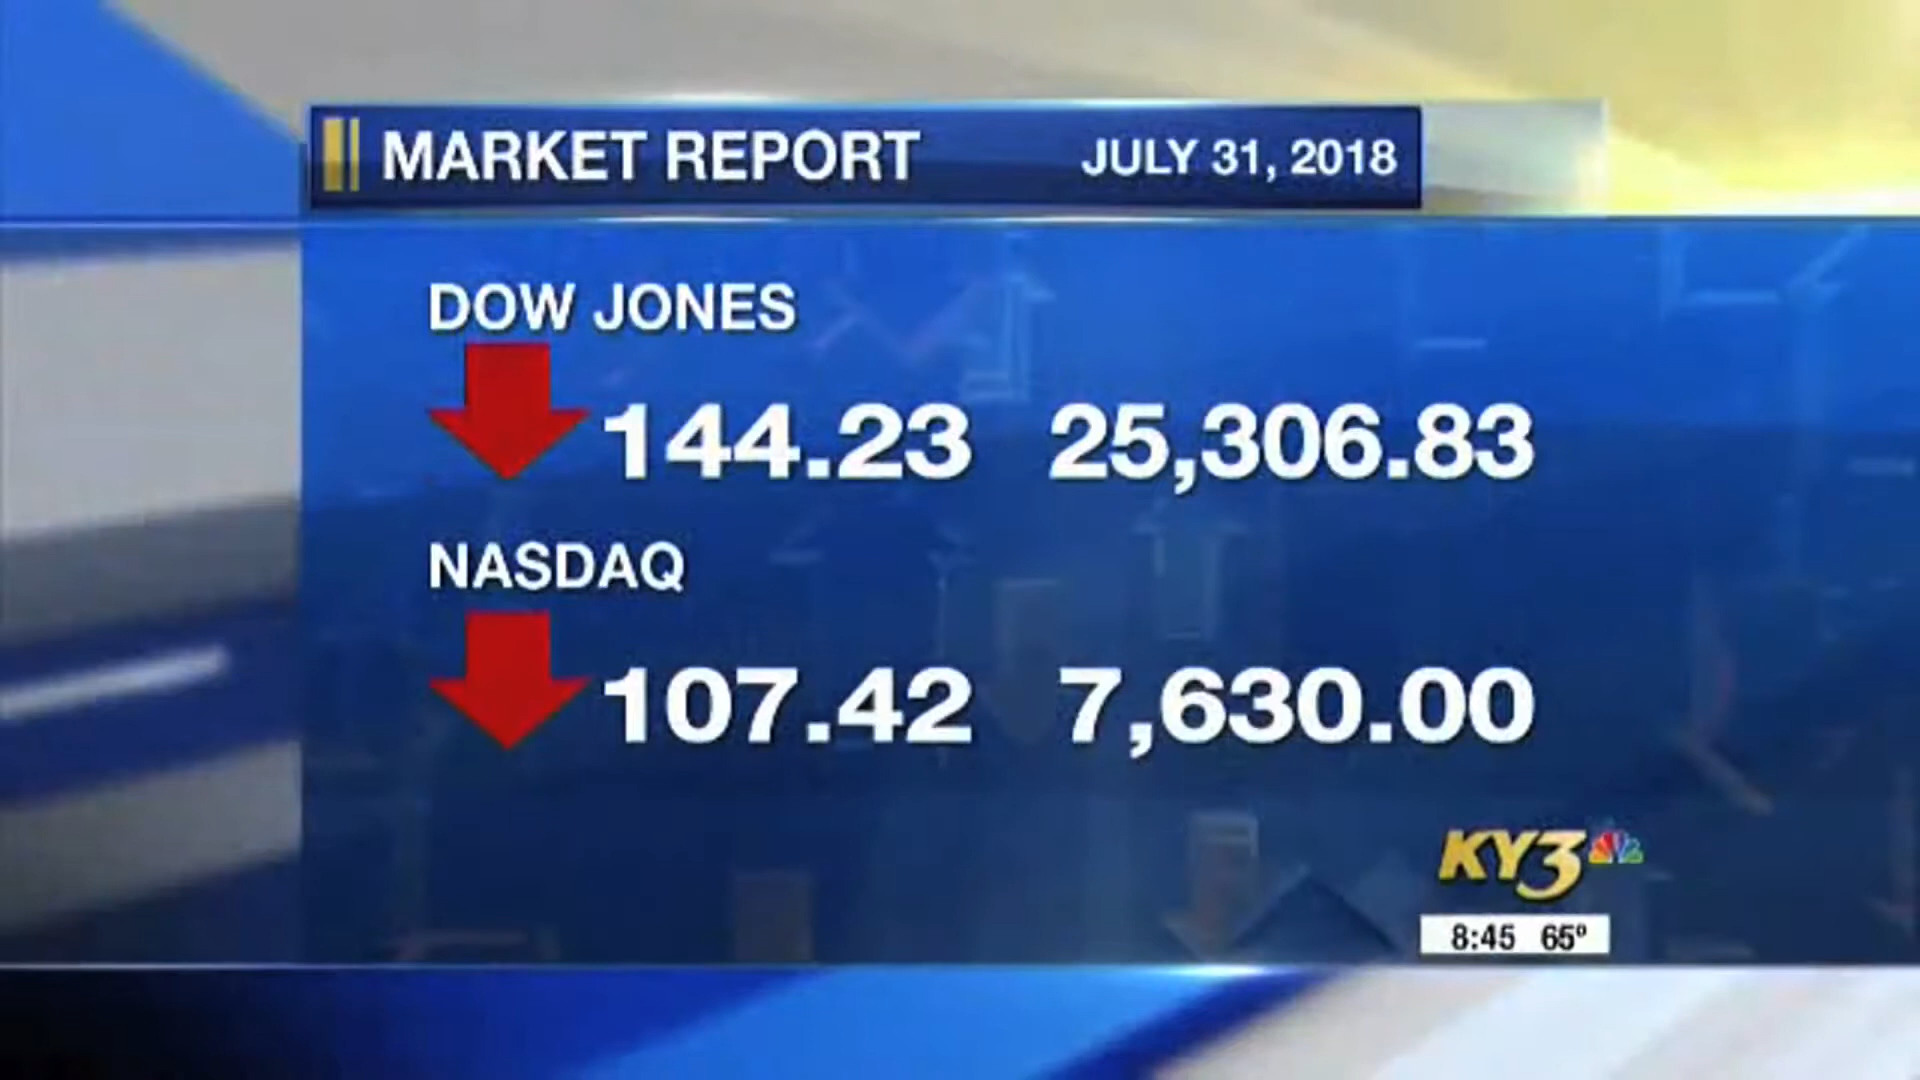 MARKET REPORT JULY 31, 2018
DOW JONES
144.23 25,306.83
NASDAQ
107.42 7,630.00
KY3
8:45 65º